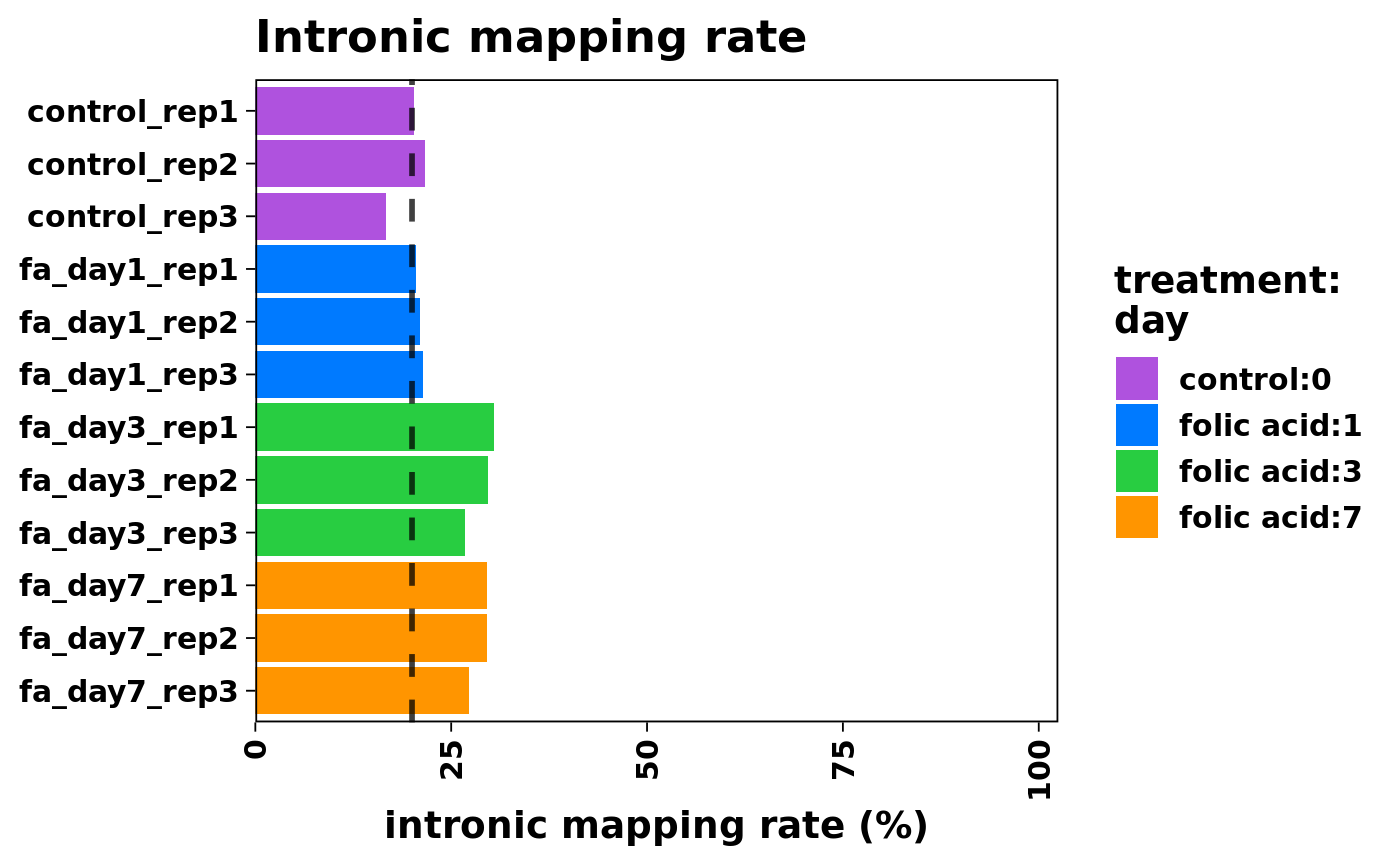 Intronic mapping rate
control_rep1
control_rep2
control_rep3
fa_day1_rep1
fa_day1_rep2
fa_day1_rep3
fa_day3_rep1
fa_day3_rep2
fa_day3_rep3
fa_day7_rep1
fa_day7_rep2
fa_day7_rep3
0
25
50
75
100
intronic mapping rate (%)
treatment:
day
control:0
folic acid:1
folic acid:3
folic acid:7